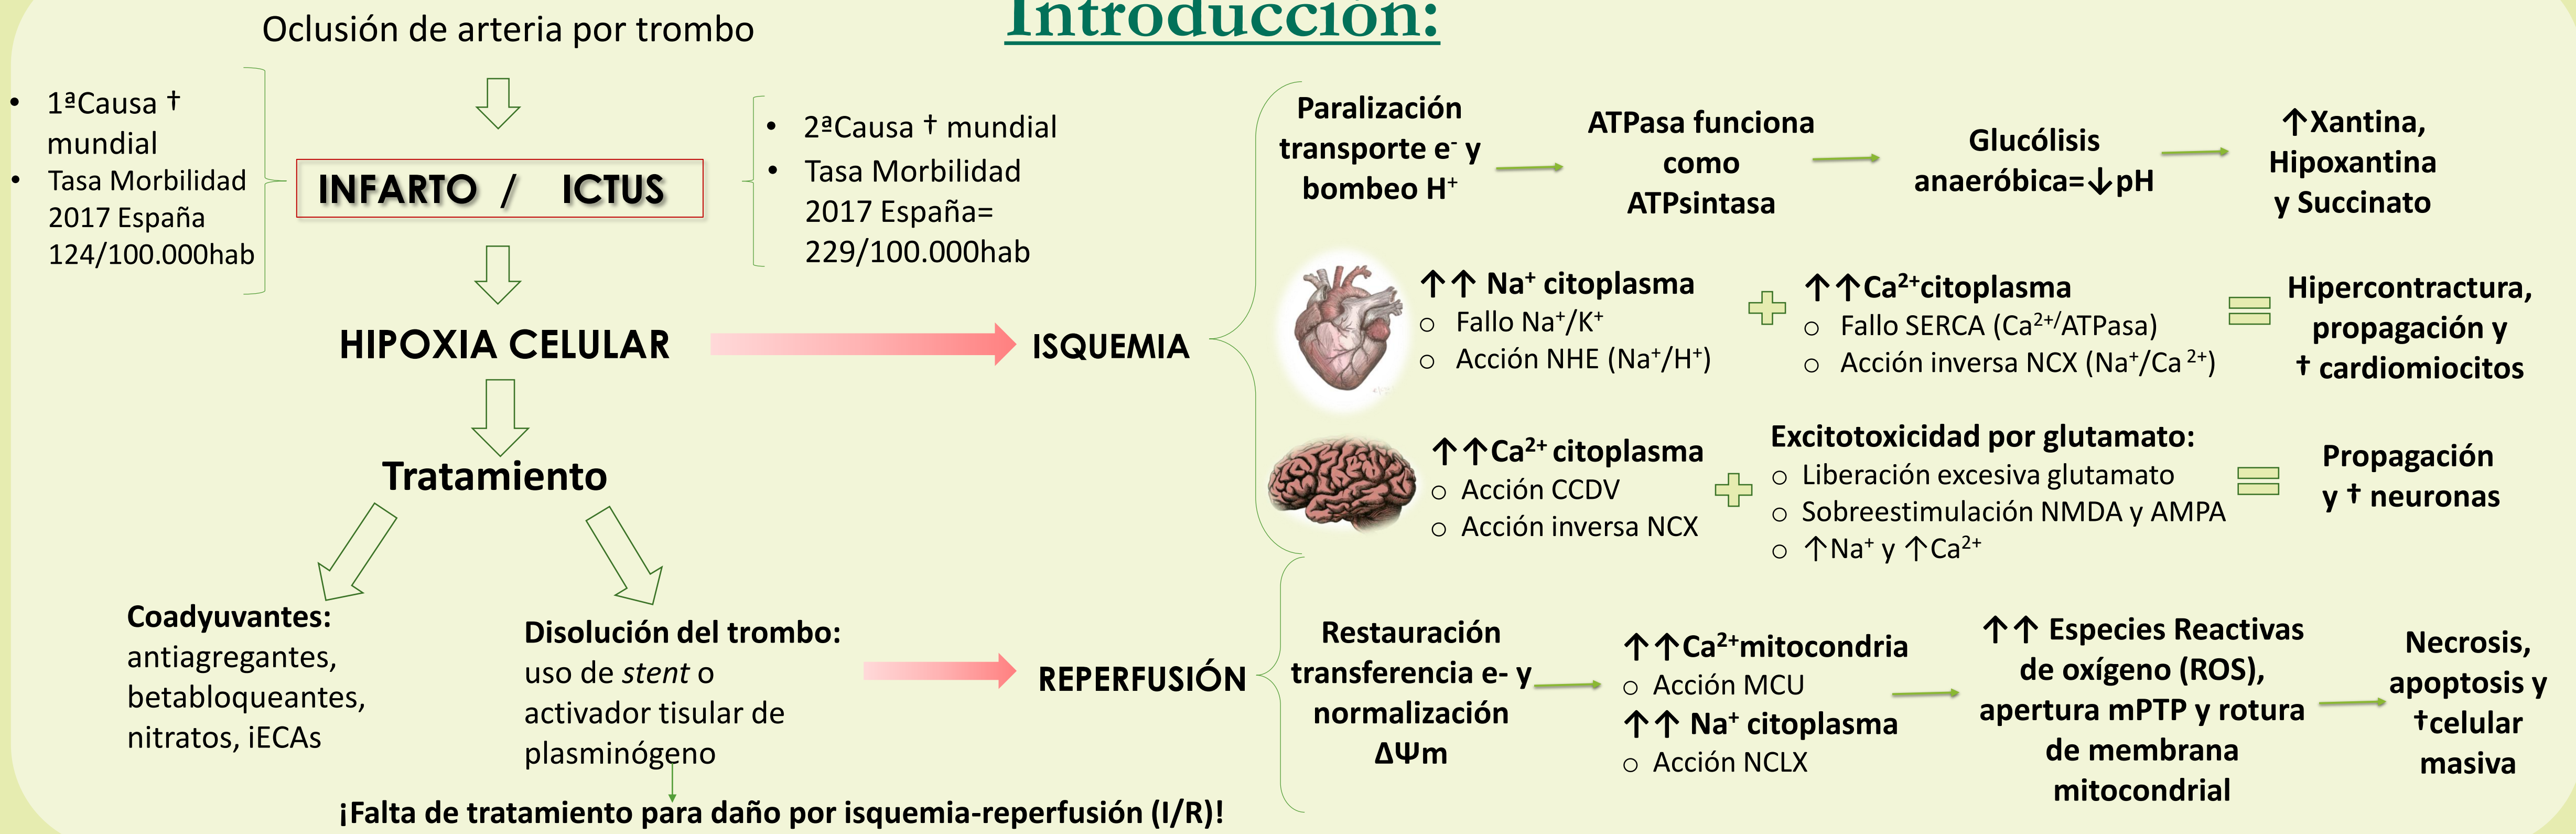 Introducción:
Oclusión de arteria por trombo
• 1ªCausa †
mundial
• Tasa Morbilidad
2017 España
124/100.000hab
INFARTO / ICTUS
• 2ªCausa † mundial
• Tasa Morbilidad
2017 España=
229/100.000hab
HIPOXIA CELULAR
Tratamiento
Coadyuvantes:
antiagregantes,
betabloqueantes,
nitratos, iECAs
Disolución del trombo:
uso de stent o
activador tisular de
plasminógeno
¡Falta de tratamiento para daño por isquemia-reperfusión (I/R)!
ISQUEMIA
Paralización
transporte e⁻ y
bombeo H⁺
ATPasa funciona
como
ATPsintasa
Glucólisis
anaeróbica=↓pH
↑Xantina,
Hipoxantina
y Succinato
↑↑ Na⁺ citoplasma
o Fallo Na⁺/K⁺
o Acción NHE (Na⁺/H⁺)
↑↑Ca²⁺citoplasma
o Fallo SERCA (Ca²⁺/ATPasa)
o Acción inversa NCX (Na⁺/Ca ²⁺)
Hipercontractura,
propagación y
† cardiomiocitos
↑↑Ca²⁺ citoplasma
o Acción CCDV
o Acción inversa NCX
Excitotoxicidad por glutamato:
o Liberación excesiva glutamato
o Sobreestimulación NMDA y AMPA
o ↑Na⁺ y ↑Ca²⁺
Propagación
y † neuronas
REPERFUSIÓN
Restauración
transferencia e- y
normalización
ΔΨm
↑↑Ca²⁺mitocondria
o Acción MCU
↑↑ Na⁺ citoplasma
o Acción NCLX
↑↑ Especies Reactivas
de oxígeno (ROS),
apertura mPTP y rotura
de membrana
mitocondrial
Necrosis,
apoptosis y
†celular
masiva